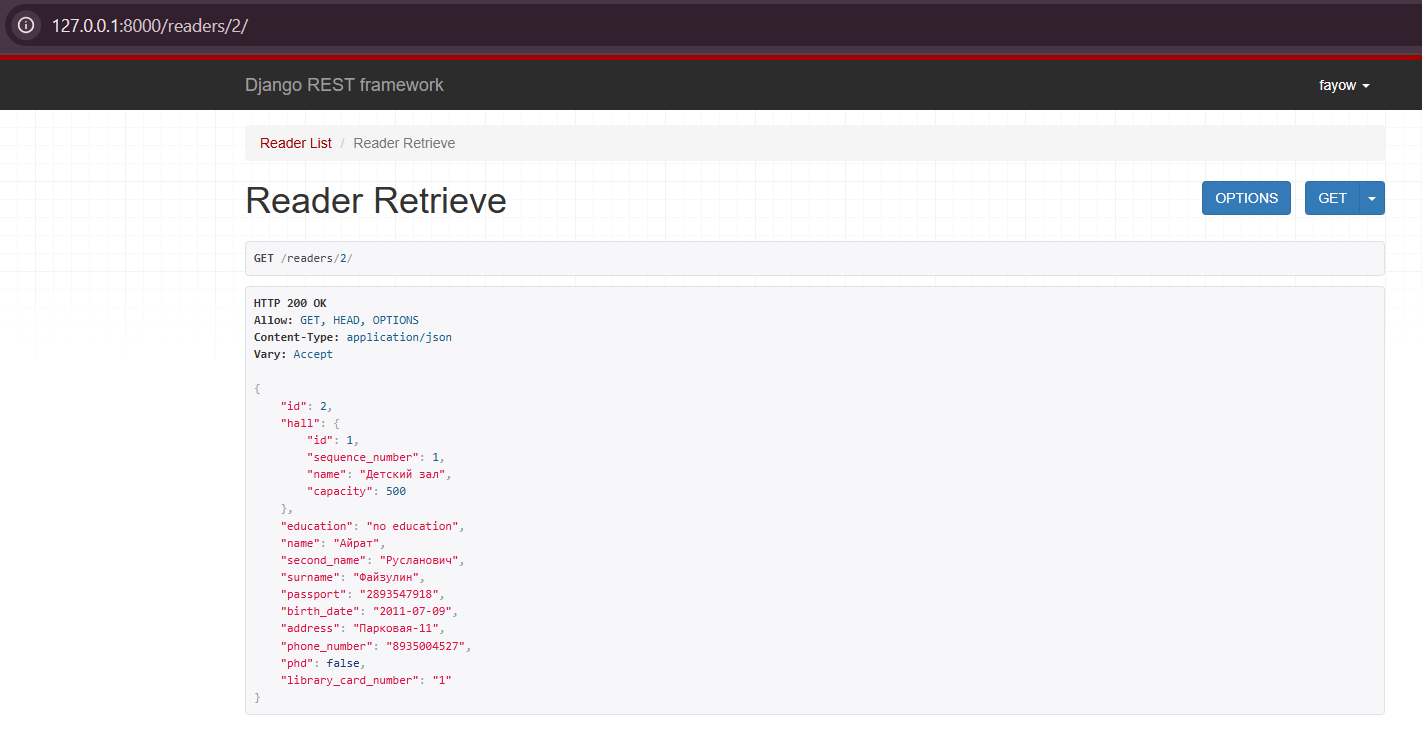 127.0.0.1:8000/readers/2/
Django REST framework
fayow
Reader List / Reader Retrieve
Reader Retrieve
OPTIONS
GET
GET /readers/2/
HTTP 200 OK
Allow: GET, HEAD, OPTIONS
Content-Type: application/json
Vary: Accept
{
"id": 2,
"hall": {
"id": 1,
"sequence_number": 1,
"name": "Детский зал",
"capacity": 500
},
"education": "no education",
"name": "Айрат",
"second_name": "Русланович",
"surname": "Файзулин",
"passport": "2893547918",
"birth_date": "2011-07-09",
"address": "Парковая-11",
"phone_number": "8935004527",
"phd": false,
"library_card_number": "1"
}